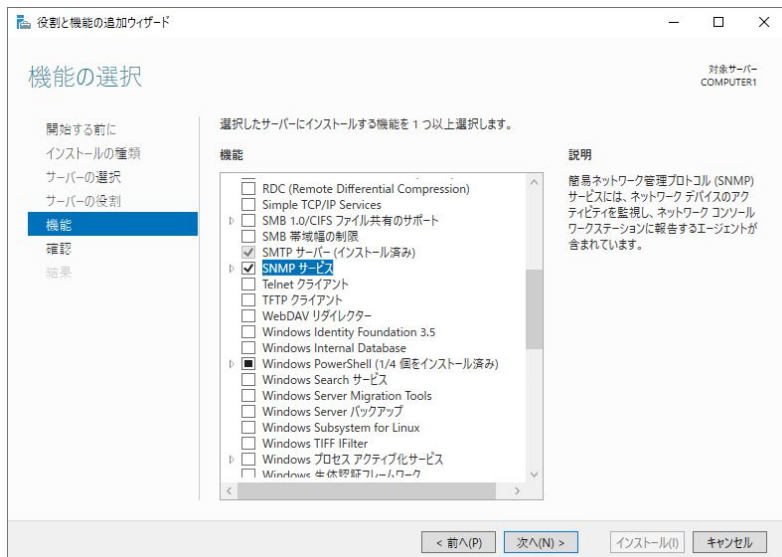 役割と機能の追加ウィザード
機能の選択
対象サーバー
COMPUTER1
開始する前に
インストールの種類
サーバーの選択
サーバーの役割
機能
確認
結果
選択したサーバーにインストールする機能を 1 つ以上選択します。
機能
RDC (Remote Differential Compression)
Simple TCP/IP Services
SMB 1.0/CIFS ファイル共有のサポート
SMB 帯域幅の制限
SMTP サーバー (インストール済み)
SNMP サービス
Telnet クライアント
TFTP クライアント
WebDAV リダイレクター
Windows Identity Foundation 3.5
Windows Internal Database
Windows PowerShell (1/4 個をインストール済み)
Windows Search サービス
Windows Server Migration Tools
Windows Server バックアップ
Windows Subsystem for Linux
Windows TIFF IFilter
Windows プロセス アクティブ化サービス
Windows 生体認証フレームワーク
説明
簡易ネットワーク管理プロトコル (SNMP)
サービスには、ネットワーク デバイスのアク
ティビティを監視し、ネットワーク コンソール
ワークステーションに報告するエージェントが
含まれています。
< 前へ(P)
次へ(N) >
インストール(I)
キャンセル